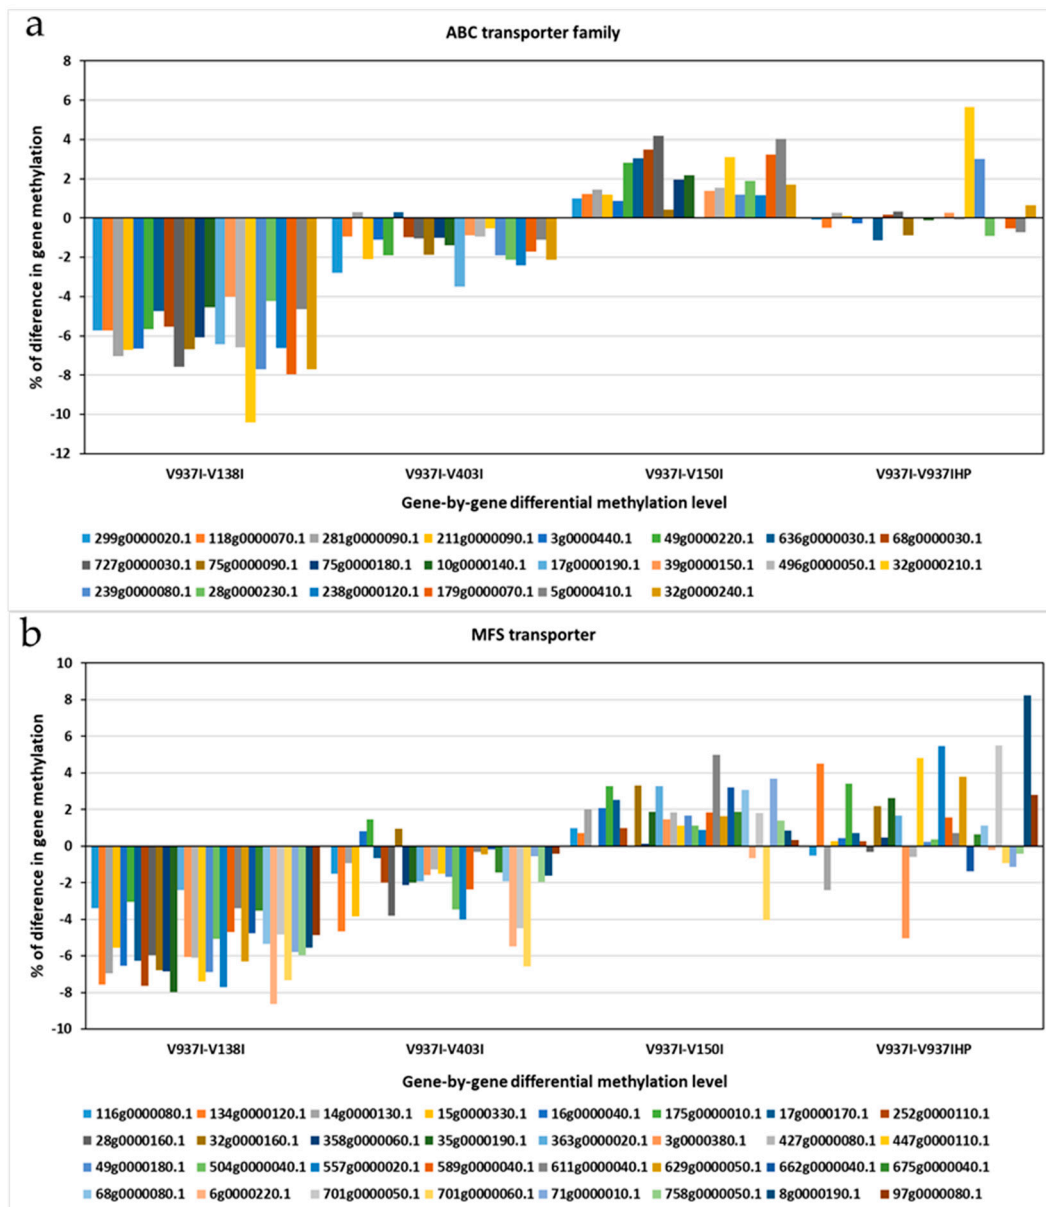 a
ABC transporter family
8
6
4
2
0
-2
-4
-6
-8
-10
-12
% of diference in gene methylation
V937I-V138I V937I-V403I V937I-V150I V937I-V937IHP
Gene-by-gene differential methylation level
299g0000020.1 118g0000070.1 281g0000090.1 211g0000090.1 3g0000440.1 49g0000220.1 636g0000030.1 68g0000030.1
727g0000030.1 75g0000090.1 75g0000180.1 10g0000140.1 17g0000190.1 39g0000150.1 496g0000050.1 32g0000210.1
239g0000080.1 28g0000230.1 238g0000120.1 179g0000070.1 5g0000410.1 32g0000240.1
b
MFS transporter
10
8
6
4
2
0
-2
-4
-6
-8
-10
% of diference in gene methylation
V937I-V138I V937I-V403I V937I-V150I V937I-V937IHP
Gene-by-gene differential methylation level
116g0000080.1 134g0000120.1 14g0000130.1 15g0000330.1 16g0000040.1 175g0000010.1 17g0000170.1 252g0000110.1
28g0000160.1 32g0000160.1 358g0000060.1 35g0000190.1 363g0000020.1 3g0000380.1 427g0000080.1 447g0000110.1
49g0000180.1 504g0000040.1 557g0000020.1 589g0000040.1 611g0000040.1 629g0000050.1 662g0000040.1 675g0000040.1
68g0000080.1 6g0000220.1 701g0000050.1 701g0000060.1 71g0000010.1 758g0000050.1 8g0000190.1 97g0000080.1